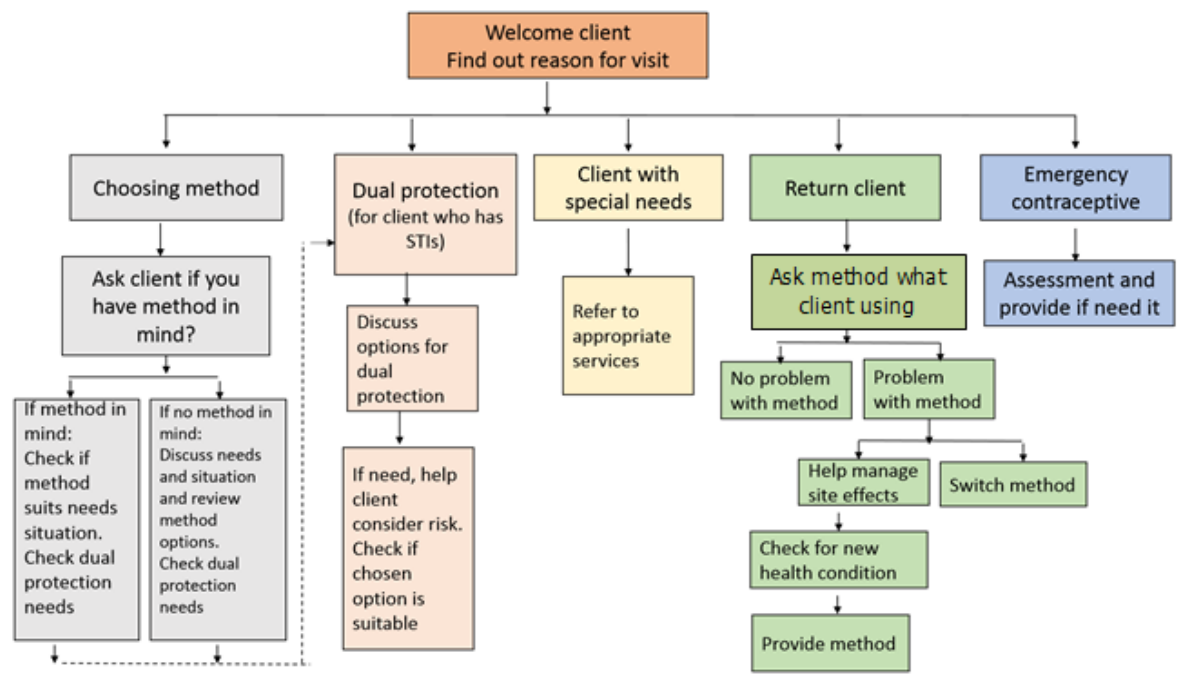 Welcome client
Find out reason for visit
Choosing method
Ask client if you
have method in
mind?
If method in
mind:
Check if
method
suits needs
situation.
Check dual
protection
needs
If no method in
mind:
Discuss needs
and situation
and review
method
options.
Check dual
protection
needs
Dual protection
(for client who has
STIs)
Discuss
options for
dual
protection
If need, help
client
consider risk.
Check if
chosen
option is
suitable
Client with
special needs
Refer to
appropriate
services
Return client
Ask method what
client using
No problem
with method
Problem
with method
Help manage
site effects
Switch method
Check for new
health condition
Provide method
Emergency
contraceptive
Assessment and
provide if need it